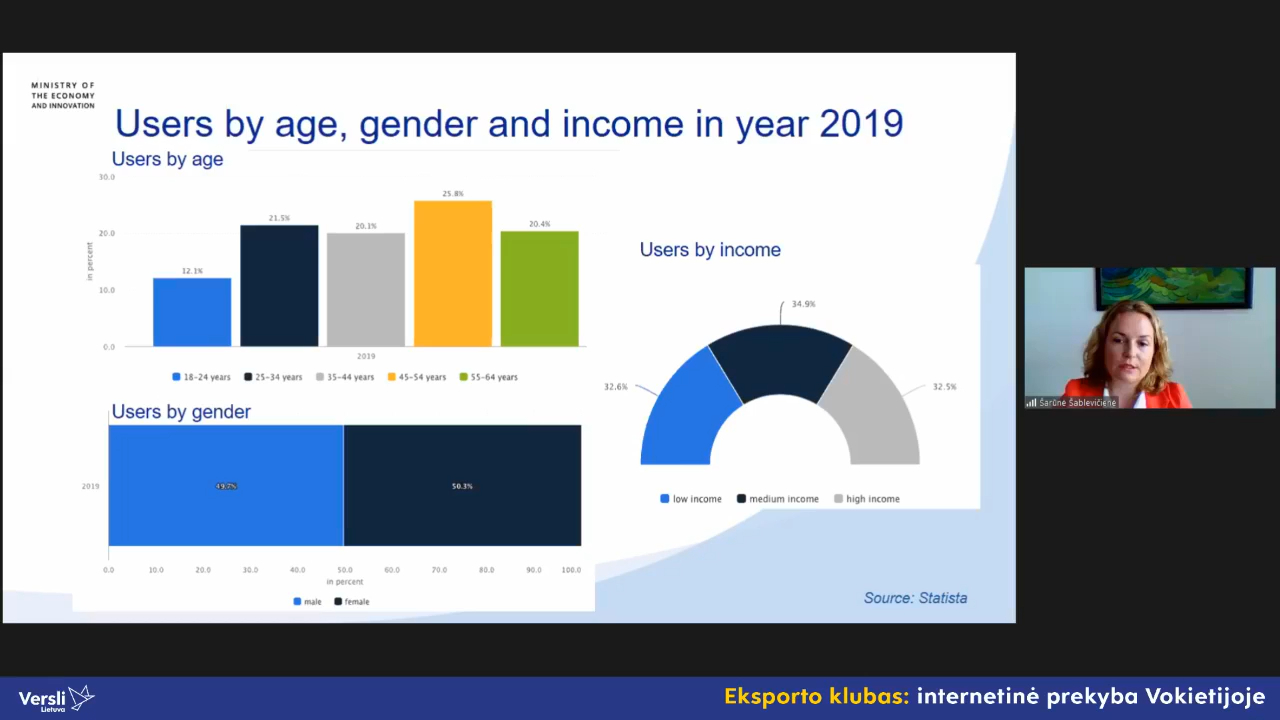 MINISTRY OF
THE ECONOMY
AND INNOVATION
Users by age, gender and income in year 2019
Users by age
30.0
20.0
10.0
0.0
in percent
12.1%
21.5%
20.1%
25.8%
20.4%
2019
18-24 years 25-34 years 35-44 years 45-54 years 55-64 years
Users by gender
2019
49.7%
50.3%
0.0 10.0 20.0 30.0 40.0 50.0 60.0 70.0 80.0 90.0 100.0
in percent
male female
Users by income
34.9%
32.6%
32.5%
low income medium income high income
Source: Statista
Šarūnė Šablevičienė
Versli
Lietuva
Eksporto klubas: internetinė prekyba Vokietijoje